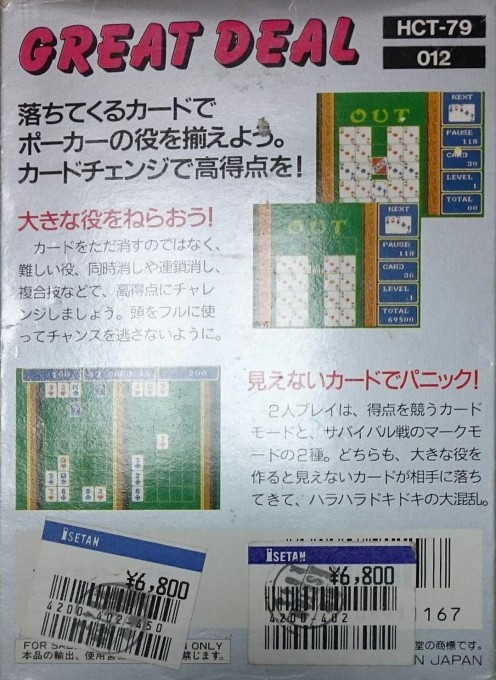 GREAT DEAL
HCT-79
012
落ちてくるカードで
ポーカーの役を揃えよう。
カードチェンジで高得点を!
OUT
NEXT
PAUSE
110
CARD
30
LEVEL
1
TOTAL
00
大きな役をねらおう!
カードをただ消すのではなく、
難しい役、同時消しや連鎖消し、
複合技などで、高得点にチャレ
ンジしましょう。頭をフルに使
ってチャンスを逃さないように。
OUT
NEXT
PAUSE
110
CARD
30
LEVEL
1
TOTAL
69500
CARD
200
見えないカードでパニック!
2人プレイは、得点を競うカード
モードと、サバイバル戦のマークモ
ードの2種。どちらも、大きな役を
作ると見えないカードが相手に落ち
てきて、ハラハラドキドキの大混乱。
ISETAN
¥6,800
4200-402-450
ISETAN
¥6,800
4200-402
0167
FOR SALE
ONLY
本品の輸出、使用営業
禁じます。
堂の商標です。
IN JAPAN